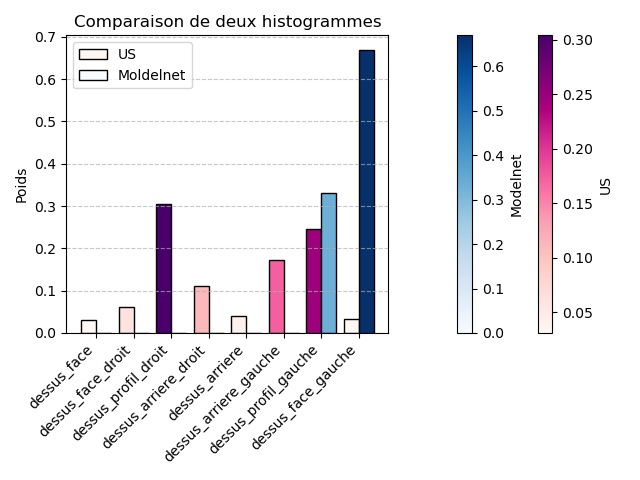 Comparaison de deux histogrammes
US
Moldelnet
Poids
0.7
0.6
0.5
0.4
0.3
0.2
0.1
0.0
dessus_face
dessus_face_droit
dessus_profil_droit
dessus_arriere_droit
dessus_arriere
dessus_arriere_gauche
dessus_profil_gauche
dessus_face_gauche
0.6
0.5
0.4
0.3
0.2
0.1
0.0
Modelnet
0.30
0.25
0.20
0.15
0.10
0.05
US